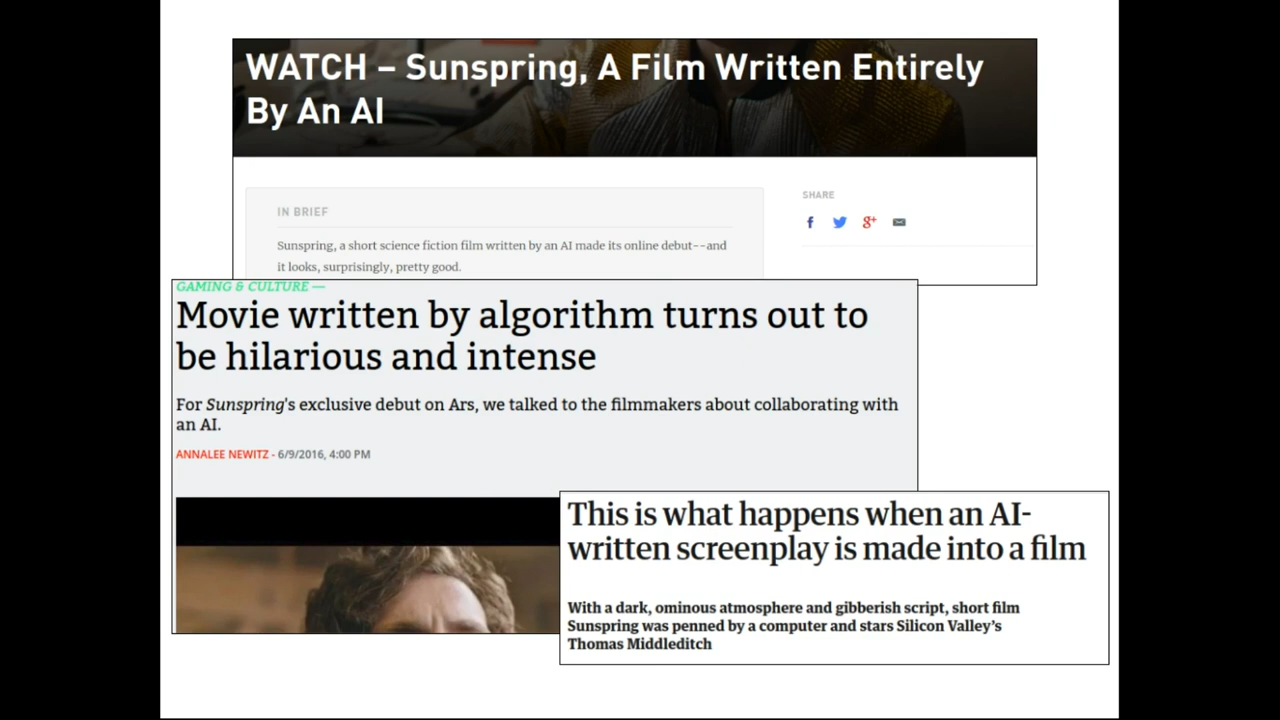 WATCH – Sunspring, A Film Written Entirely
By An AI
SHARE
IN BRIEF
f g+
Sunspring, a short science fiction film written by an AI made its online debut--and
it looks, surprisingly, pretty good.
GAMING & CULTURE —
Movie written by algorithm turns out to
be hilarious and intense
For Sunspring's exclusive debut on Ars, we talked to the filmmakers about collaborating with
an AI.
ANNALEE NEWITZ - 6/9/2016, 4:00 PM
This is what happens when an AI-
written screenplay is made into a film
With a dark, ominous atmosphere and gibberish script, short film
Sunspring was penned by a computer and stars Silicon Valley’s
Thomas Middleditch